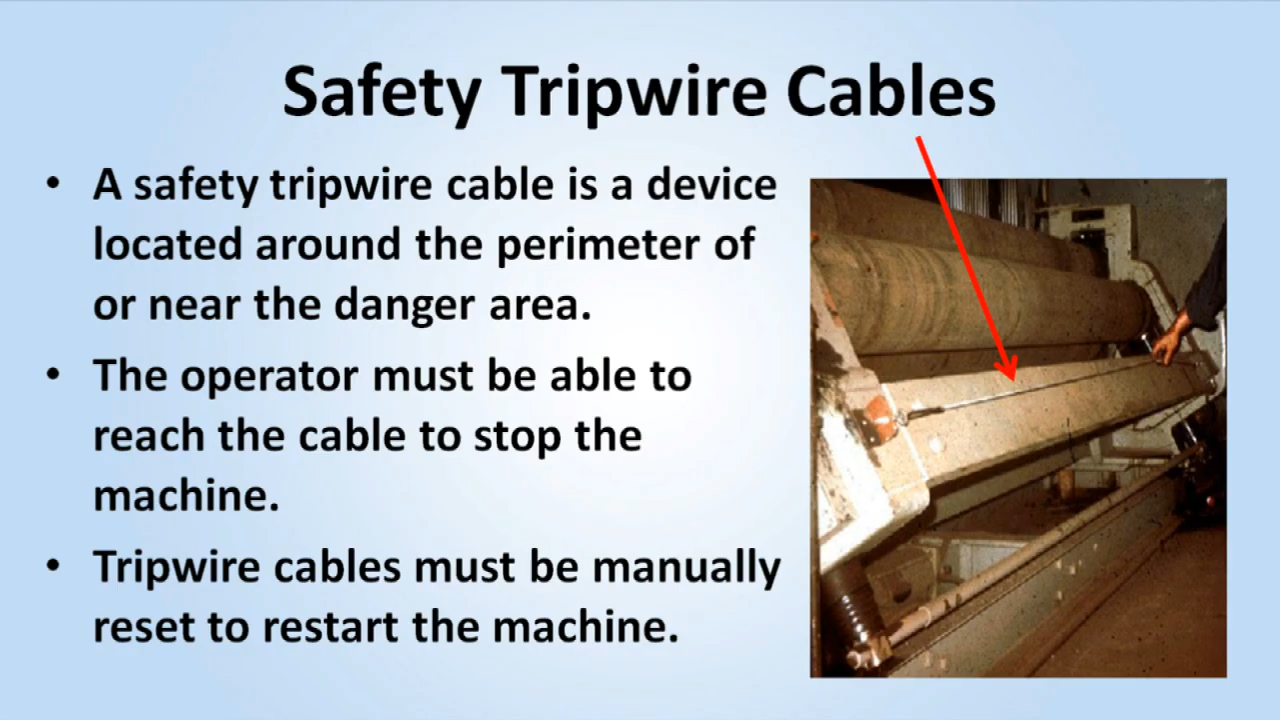 Safety Tripwire Cables
• A safety tripwire cable is a device
located around the perimeter of
or near the danger area.
• The operator must be able to
reach the cable to stop the
machine.
• Tripwire cables must be manually
reset to restart the machine.